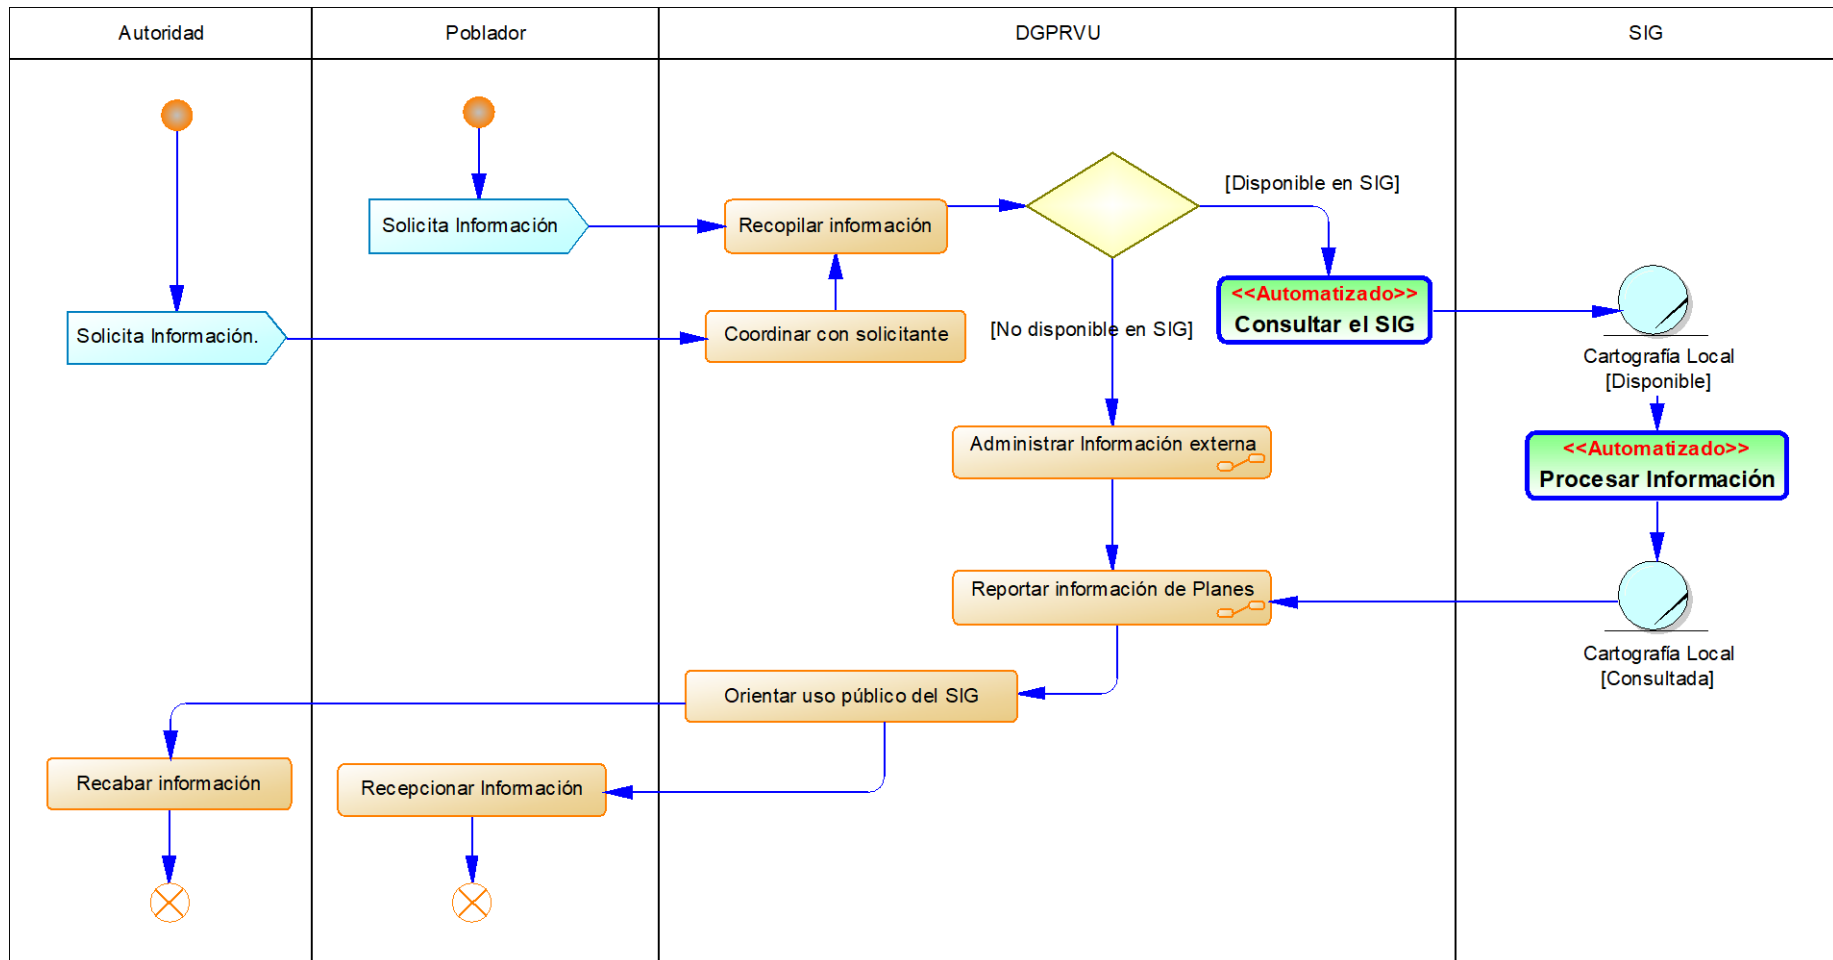 Autoridad
Poblador
DGPRVU
SIG
[Disponible en SIG]
Solicita Información
Recopilar información
<<Automatizado>>
Consultar el SIG
Solicita Información.
Coordinar con solicitante
[No disponible en SIG]
Cartografía Local
[Disponible]
Administrar Información externa
<<Automatizado>>
Procesar Información
Reportar información de Planes
Cartografía Local
[Consultada]
Orientar uso público del SIG
Recabar información
Recepcionar Información